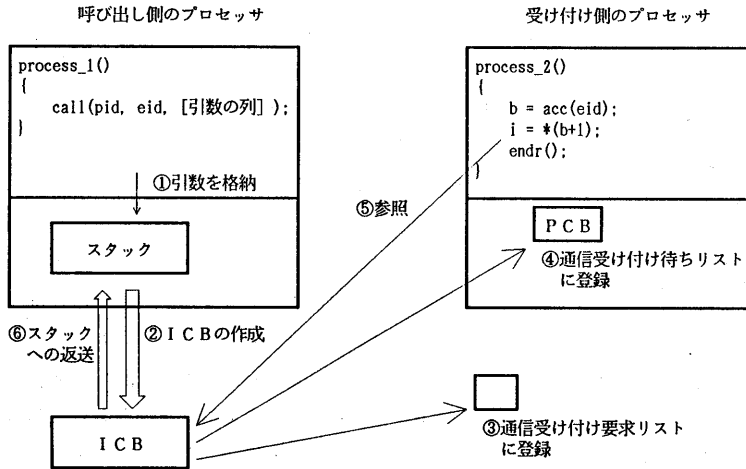 呼び出し側のプロセッサ
受け付け側のプロセッサ
process_1()
{
call(pid, eid, [引数の列] );
}
①引数を格納
スタック
⑥スタック
への返送
②ICBの作成
ICB
process_2()
{
b = acc(eid);
i = *(b+1);
endr();
}
⑤参照
PCB
④通信受け付け待ちリスト
に登録
③通信受け付け要求リスト
に登録